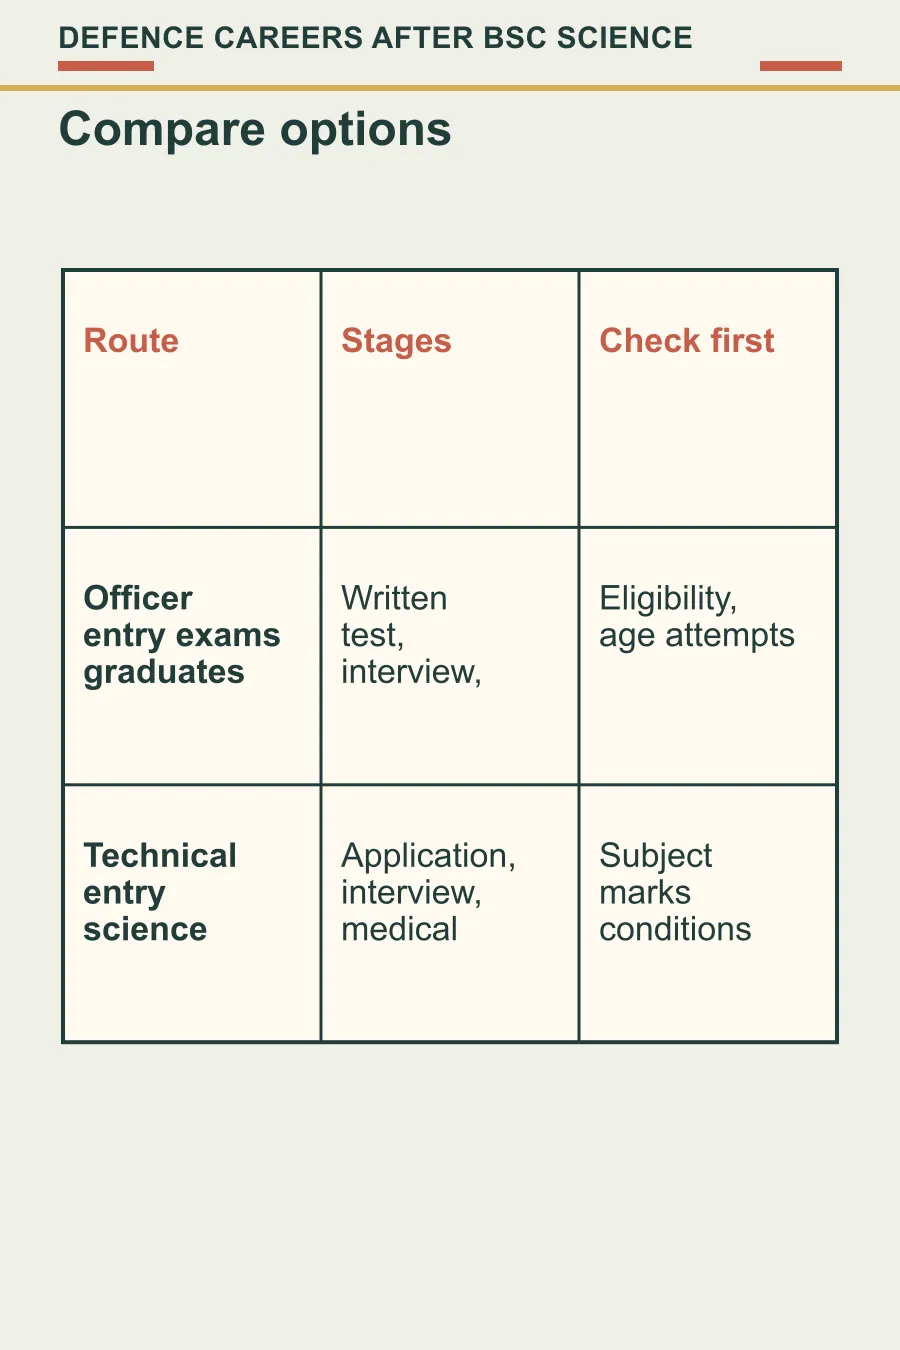 DEFENCE CAREERS AFTER BSC SCIENCE
Compare options
Route
Stages
Check first
Officer
entry exams
graduates
Written
test,
interview,
Eligibility,
age attempts
Technical
entry
science
Application,
interview,
medical
Subject
marks
conditions